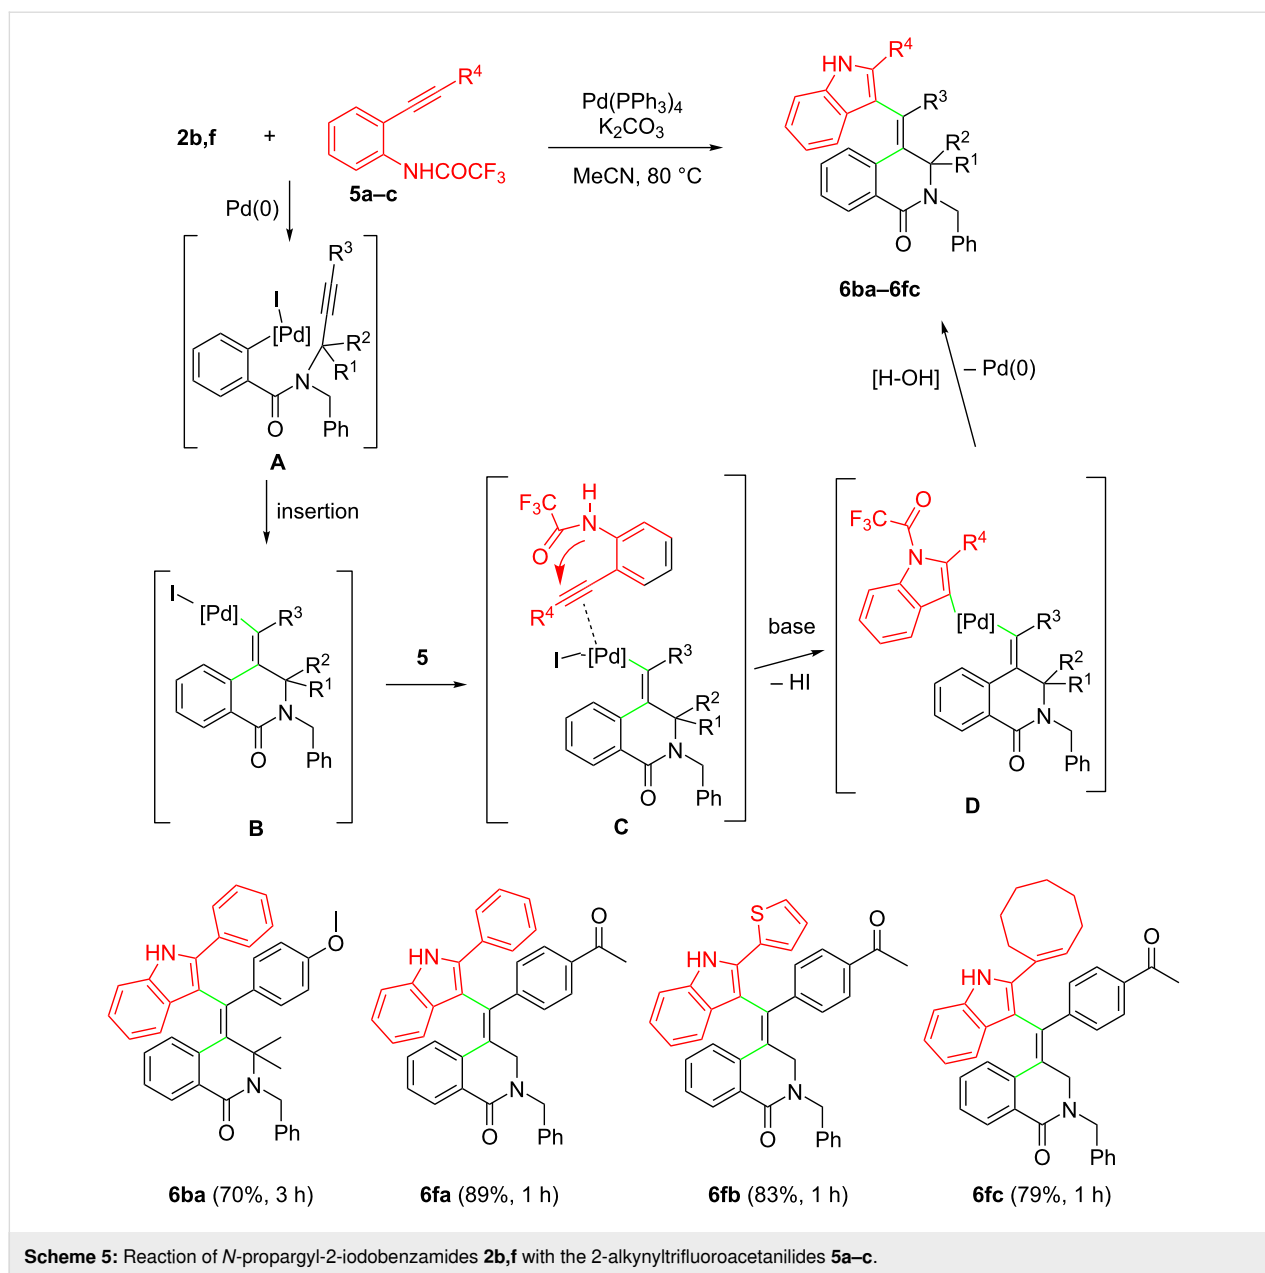 2b,f
+
R4
NHCOCF3
5a–c
Pd(PPh3)4
K2CO3
MeCN, 80 °C
HN
R4
R3
R2
R1
N
O
Ph
6ba–6fc
Pd(0)
R3
I
[Pd]
R2
R1
N
O
Ph
A
insertion
[H-OH]
– Pd(0)
I
[Pd]
R3
R2
R1
N
O
Ph
B
5
H
F3C
N
O
R4
I
[Pd]
R3
R2
R1
N
O
Ph
C
base
– HI
O
F3C
N
R4
[Pd]
R3
R2
R1
N
O
Ph
D
HN
O
N
O
Ph
6ba (70%, 3 h)
HN
O
N
O
Ph
6fa (89%, 1 h)
S
HN
O
N
O
Ph
6fb (83%, 1 h)
HN
O
N
O
Ph
6fc (79%, 1 h)
Scheme 5: Reaction of N-propargyl-2-iodobenzamides 2b,f with the 2-alkynyltrifluoroacetanilides 5a–c.